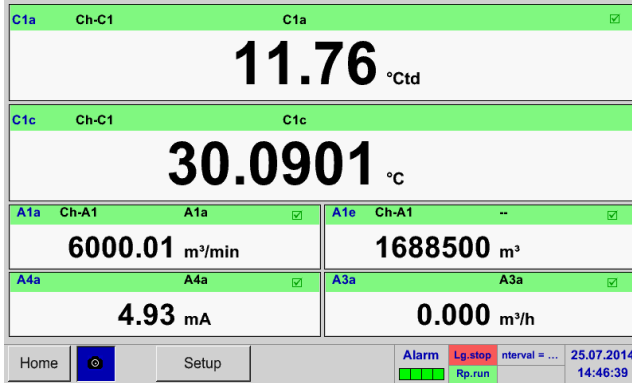 C1a Ch-C1 C1a
11.76 °Ctd
C1c Ch-C1 C1c
30.0901 °C
A1a Ch-A1 A1a
6000.01 m³/min
A1e Ch-A1 --
1688500 m³
A4a A4a
4.93 mA
A3a A3a
0.000 m³/h
Home
Setup
Alarm
Lg.stop
Rp.run
nterval = ...
25.07.2014
14:46:39